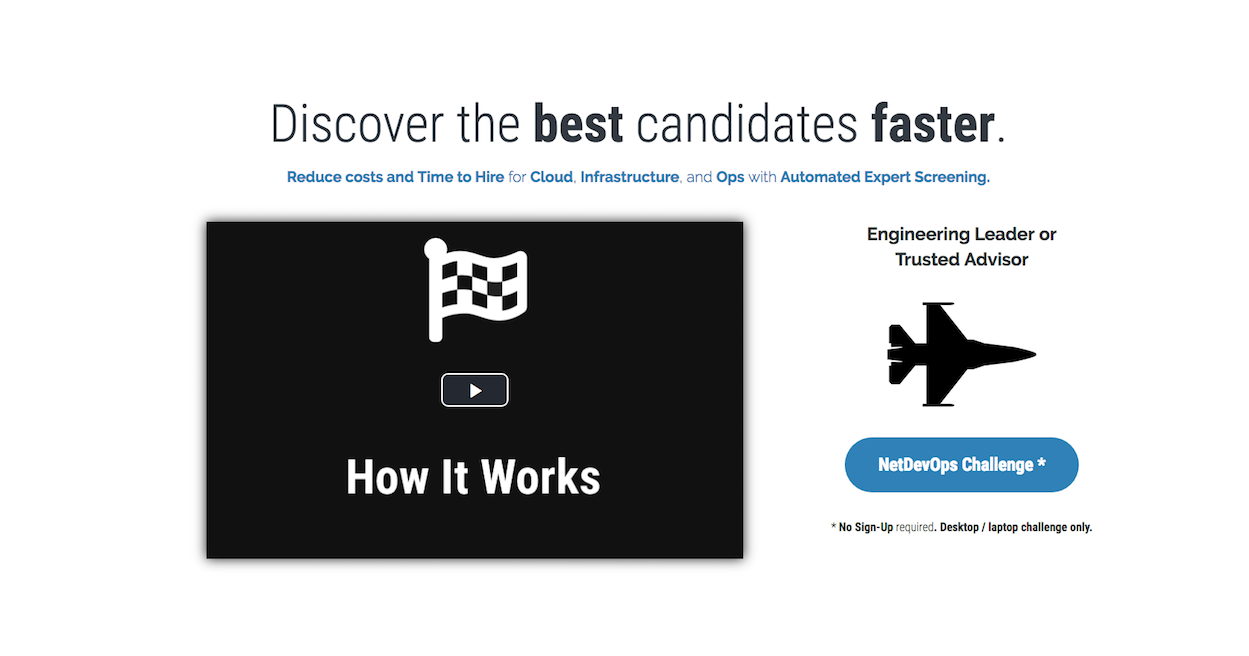 Discover the best candidates faster.
Reduce costs and Time to Hire for Cloud, Infrastructure, and Ops with Automated Expert Screening.
How It Works
Engineering Leader or
Trusted Advisor
NetDevOps Challenge *
* No Sign-Up required. Desktop / laptop challenge only.